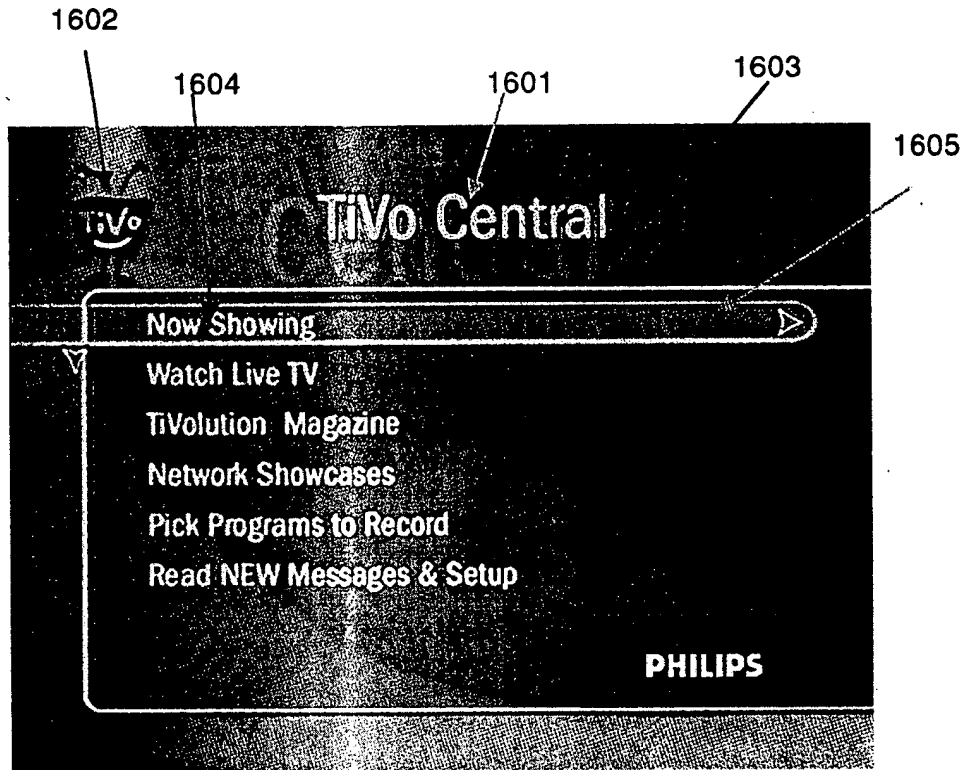 1602
1604
1601
1603
1605
TiVo
TiVo Central
Now Showing
Watch Live TV
TiVolution Magazine
Network Showcases
Pick Programs to Record
Read NEW Messages & Setup
PHILIPS